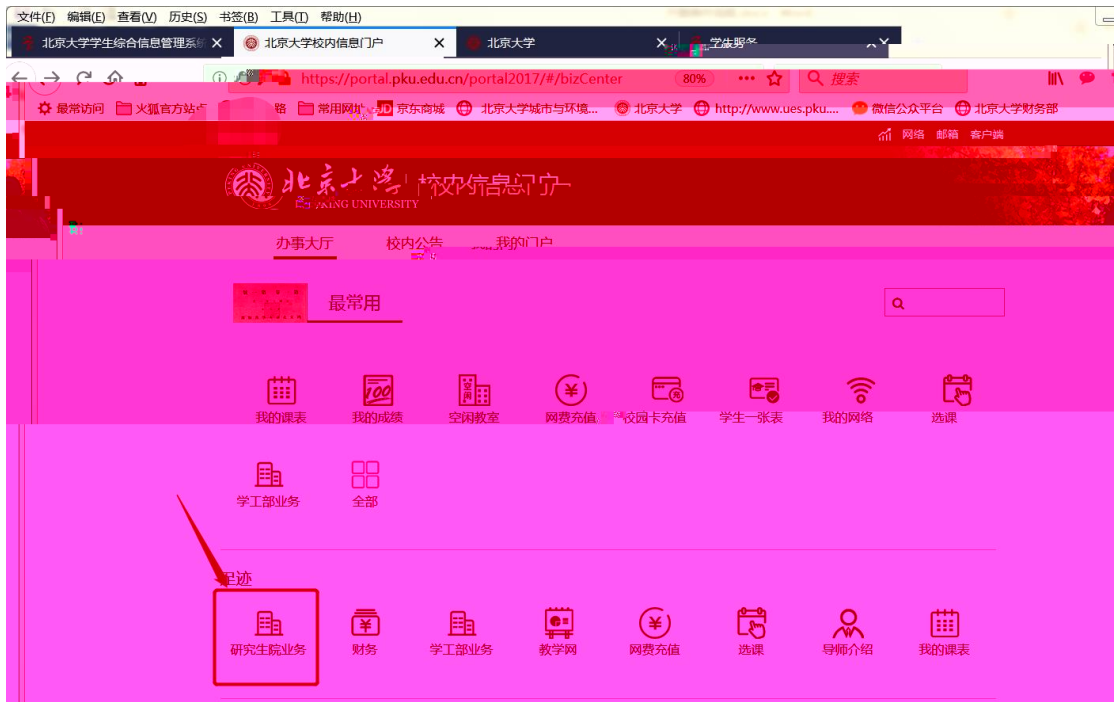 文件(F) 编辑(E) 查看(V) 历史(S) 书签(B) 工具(T) 帮助(H)
北京大学学生综合信息管理系统 北京大学校内信息门户 北京大学 学生服务
https://portal.pku.edu.cn/portal2017/#/bizCenter 80% 搜索
最常访问 火狐官方站点 常用网址 JD 京东商城 北京大学城市与环境... 北京大学 http://www.ues.pku.... 微信公众平台 北京大学财务部
网络 邮箱 客户端
北京大学 校内信息门户
PEKING UNIVERSITY
办事大厅 校内公告 我的门户
最常用
我的课表 我的成绩 空闲教室 网费充值 校园卡充值 学生一张表 我的网络 选课
学工部业务 全部
足迹
研究生院业务 财务 学工部业务 教学网 网费充值 选课 导师介绍 我的课表